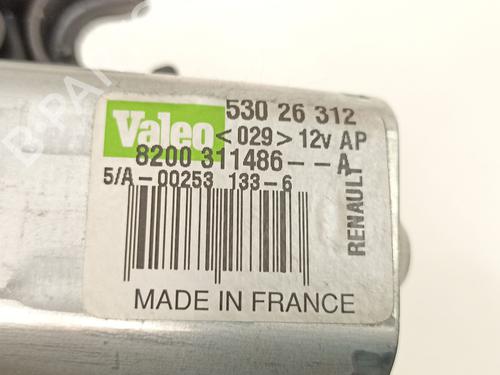 Valeo 530 26 312
<029> 12v AP
8200 311486--A
5/A-00253 133-6
RENAULT
MADE IN FRANCE